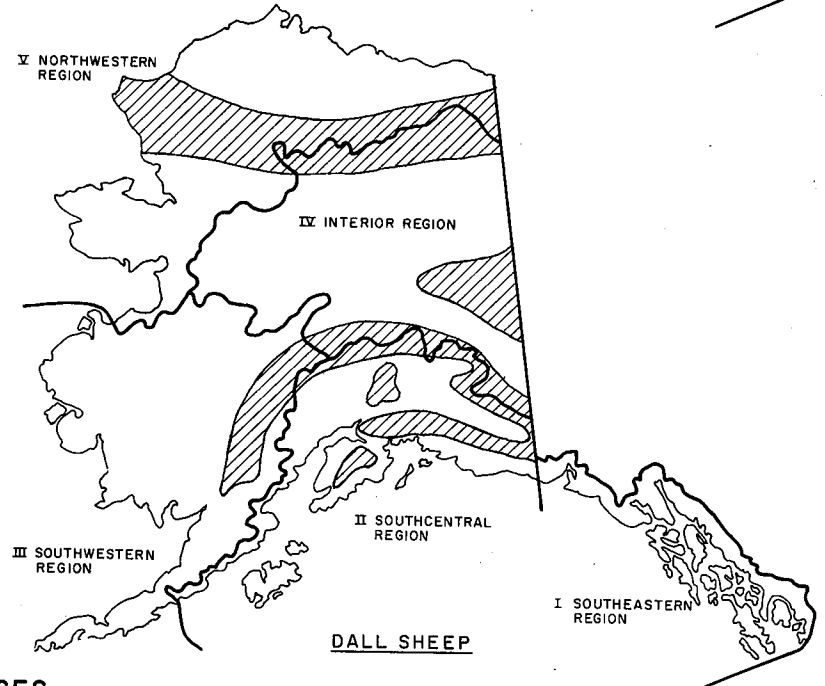 V NORTHWESTERN
REGION
IV INTERIOR REGION
II SOUTHCENTRAL
REGION
III SOUTHWESTERN
REGION
I SOUTHEASTERN
REGION
DALL SHEEP